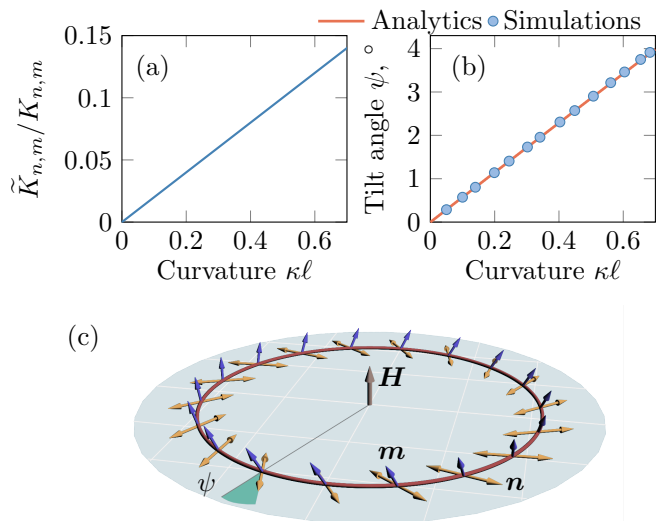 Analytics Simulations
(a)
0.15
0.1
0.05
0
K̃n,m/Kn,m
0 0.2 0.4 0.6
Curvature κℓ
(b)
4
3
2
1
0
Tilt angle ψ, °
0 0.2 0.4 0.6
Curvature κℓ
(c)
H
m
n
ψ